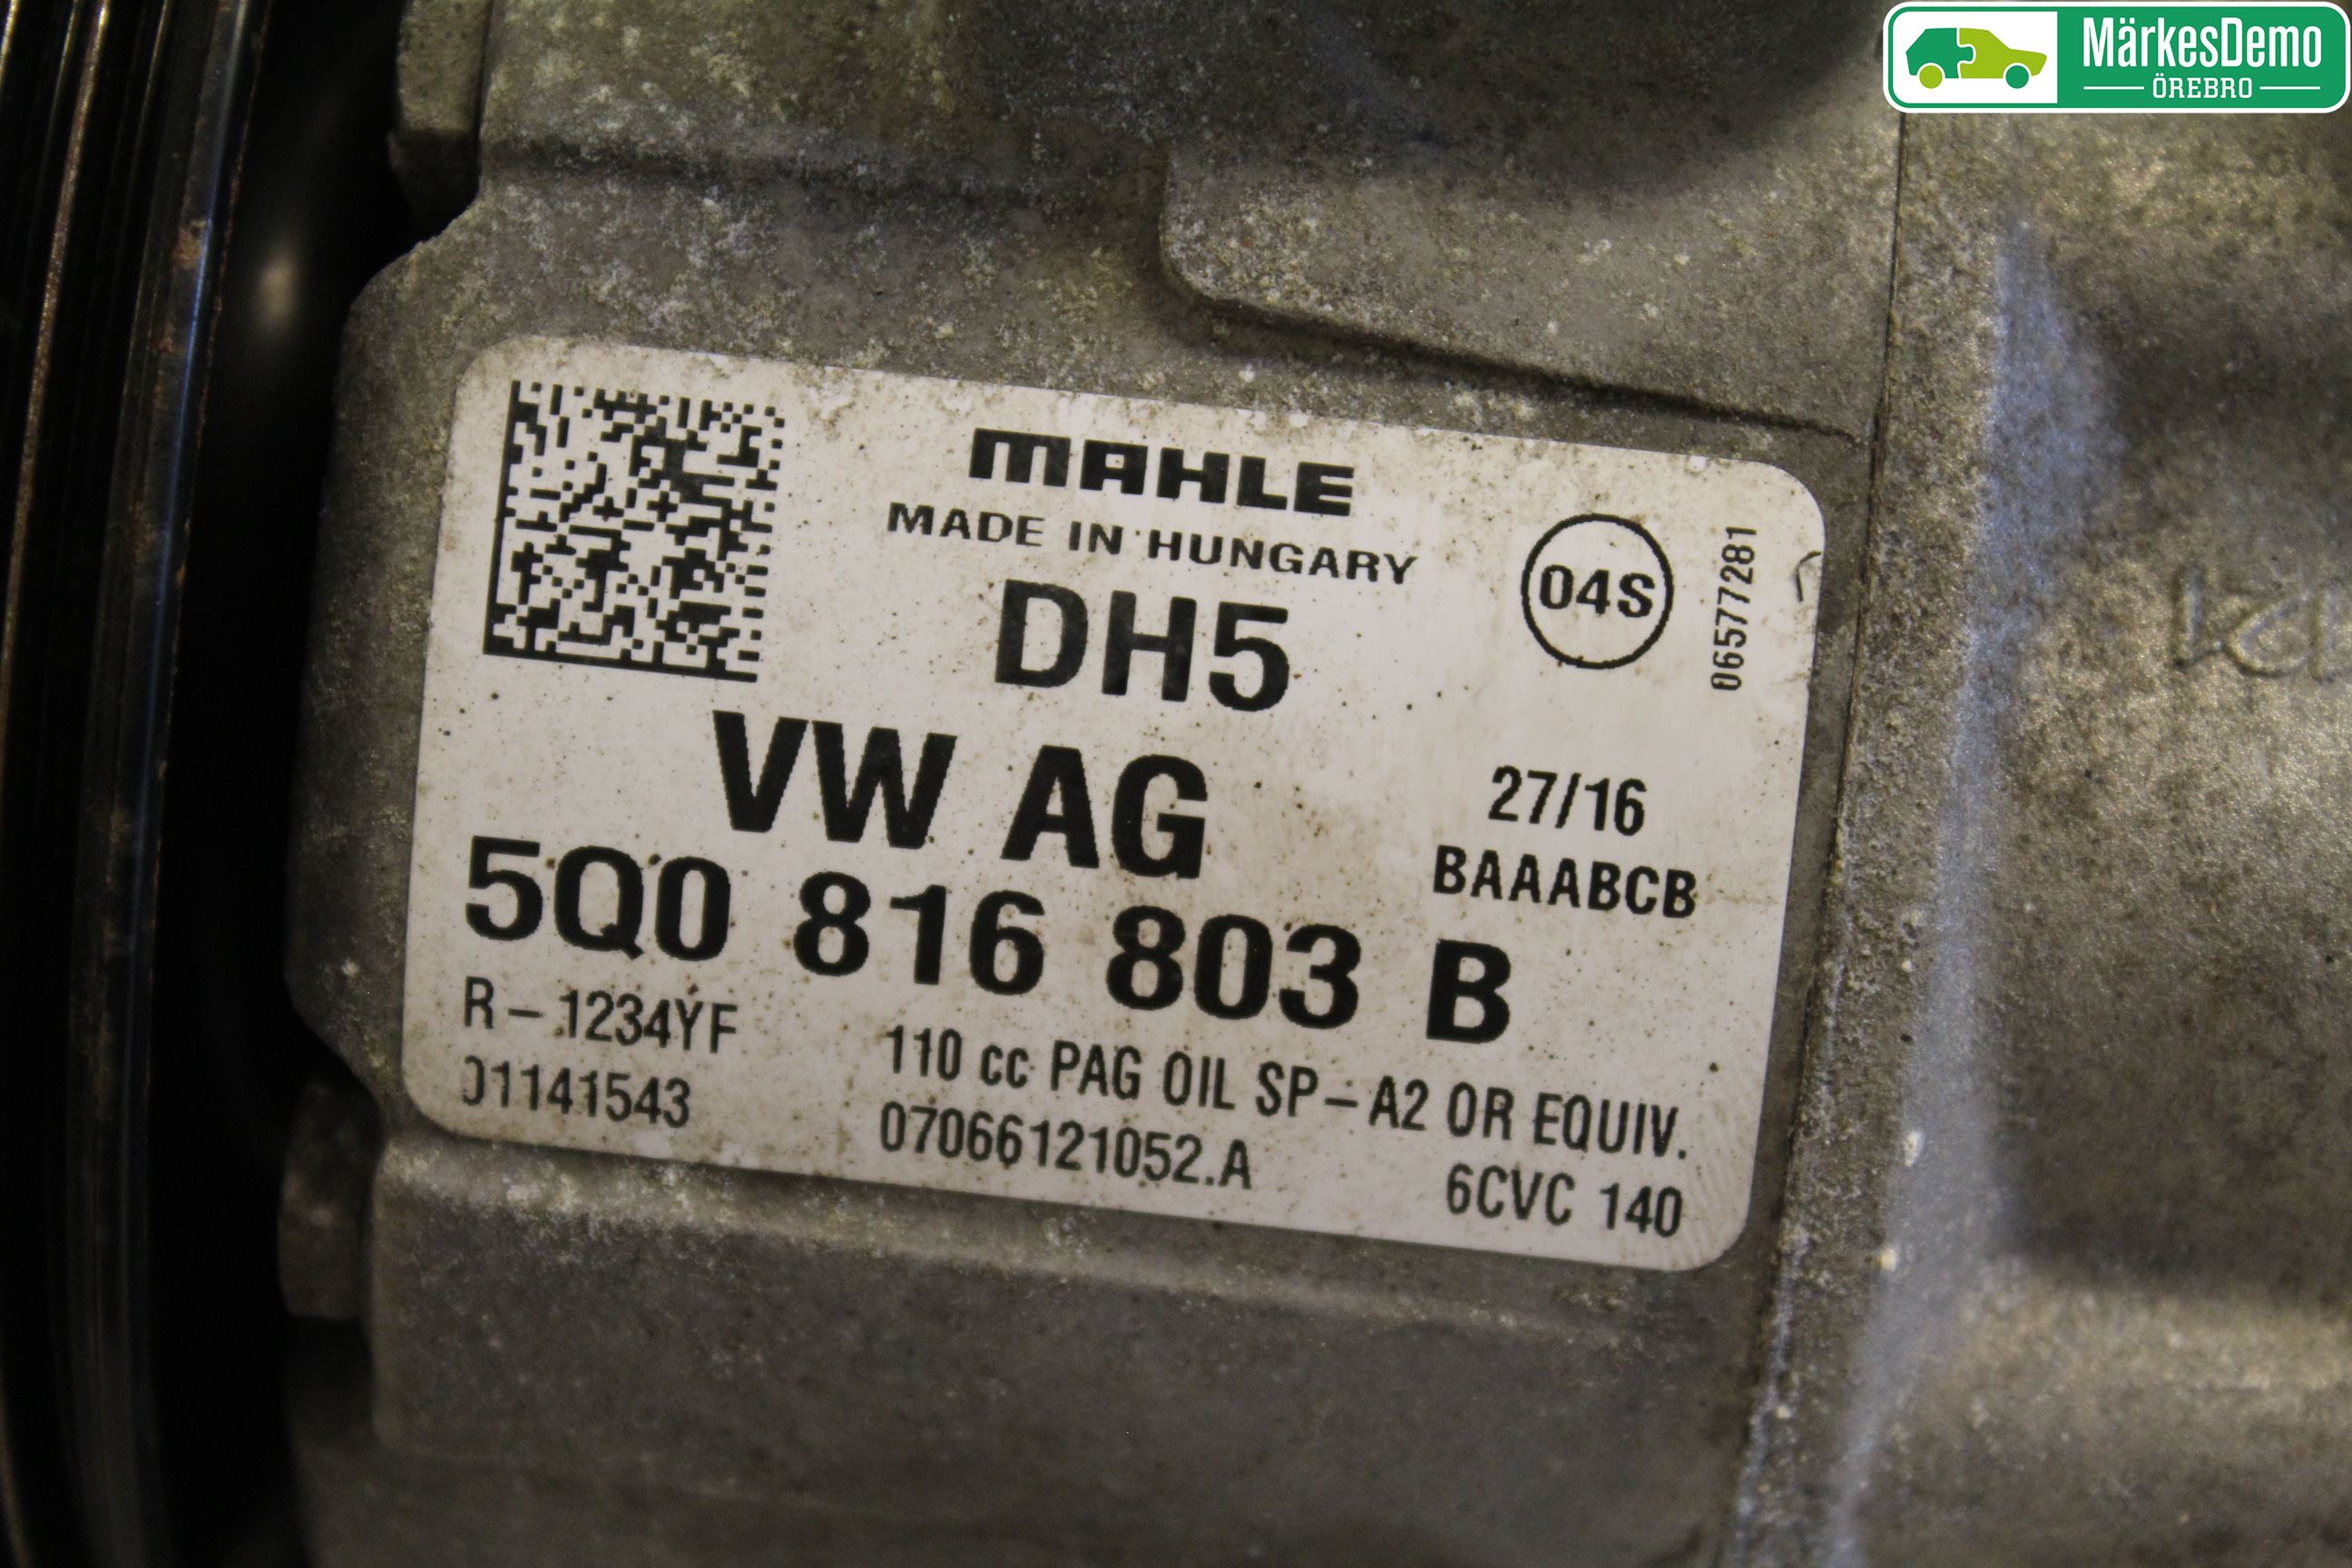 MärkesDemo
ÖREBRO
MAHLE
MADE IN HUNGARY
04S
06577281
DH5
VW AG
27/16
BAAABCB
5Q0 816 803 B
R-1234YF
110 cc PAG OIL SP-A2 OR EQUIV.
01141543
07066121052.A
6CVC 140